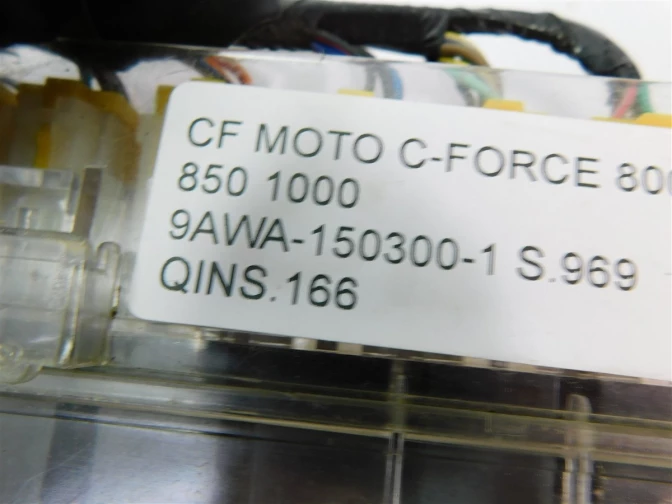 CF MOTO C-FORCE 800
850 1000
9AWA-150300-1 S.969
QINS.166